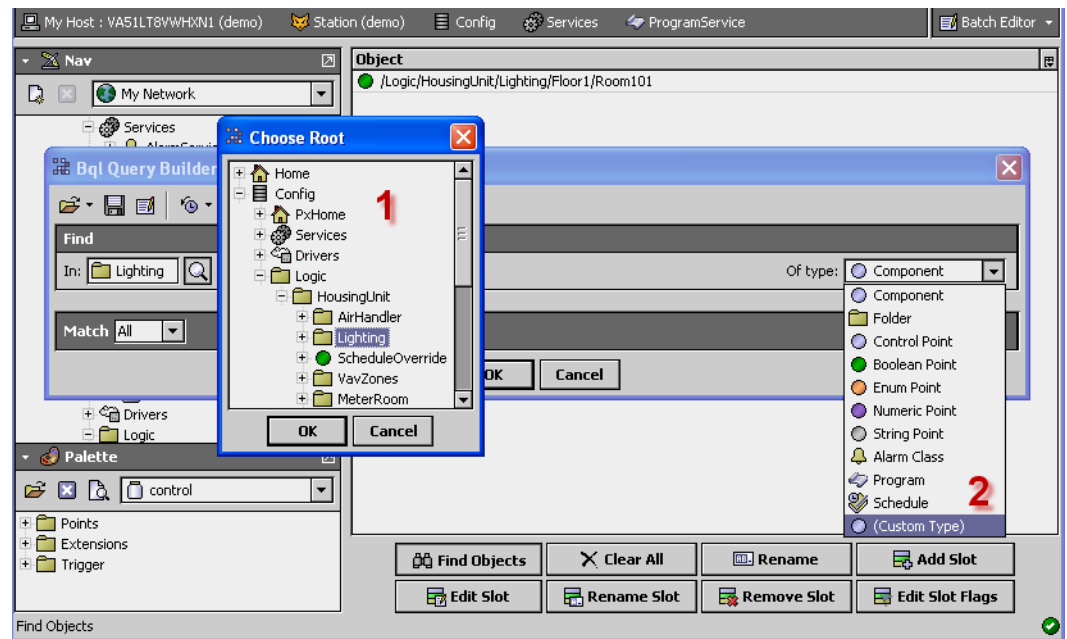 My Host : VA51LT8VWHXN1 (demo) Station (demo) Config Services ProgramService Batch Editor
Nav
My Network
Services
Object
/Logic/HousingUnit/Lighting/Floor1/Room101
Bql Query Builder
Find
In: Lighting
Of type: Component
Match All
OK Cancel
Choose Root
Home
Config
1
PxHome
Services
Drivers
Logic
HousingUnit
AirHandler
Lighting
ScheduleOverride
VavZones
MeterRoom
OK Cancel
Component
Folder
Control Point
Boolean Point
Enum Point
Numeric Point
String Point
Alarm Class
Program
Schedule
2
(Custom Type)
Drivers
Logic
Palette
control
Points
Extensions
Trigger
Find Objects Clear All Rename Add Slot
Edit Slot Rename Slot Remove Slot Edit Slot Flags
Find Objects